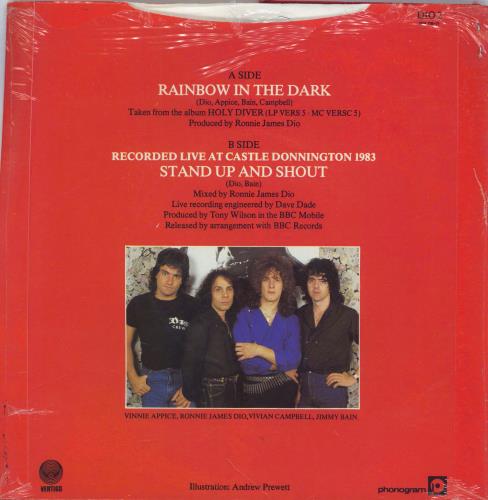 DIO 2
A SIDE
RAINBOW IN THE DARK
(Dio, Appice, Bain, Campbell)
Taken from the album HOLY DIVER (LP VERS 5 · MC VERSC 5)
Produced by Ronnie James Dio
B SIDE
RECORDED LIVE AT CASTLE DONNINGTON 1983
STAND UP AND SHOUT
(Dio, Bain)
Mixed by Ronnie James Dio
Live recording engineered by Dave Dade
Produced by Tony Wilson in the BBC Mobile
Released by arrangement with BBC Records
DIO
CREW
VINNIE APPICE, RONNIE JAMES DIO, VIVIAN CAMPBELL, JIMMY BAIN.
VERTIGO
Illustration: Andrew Prewett
phonogram